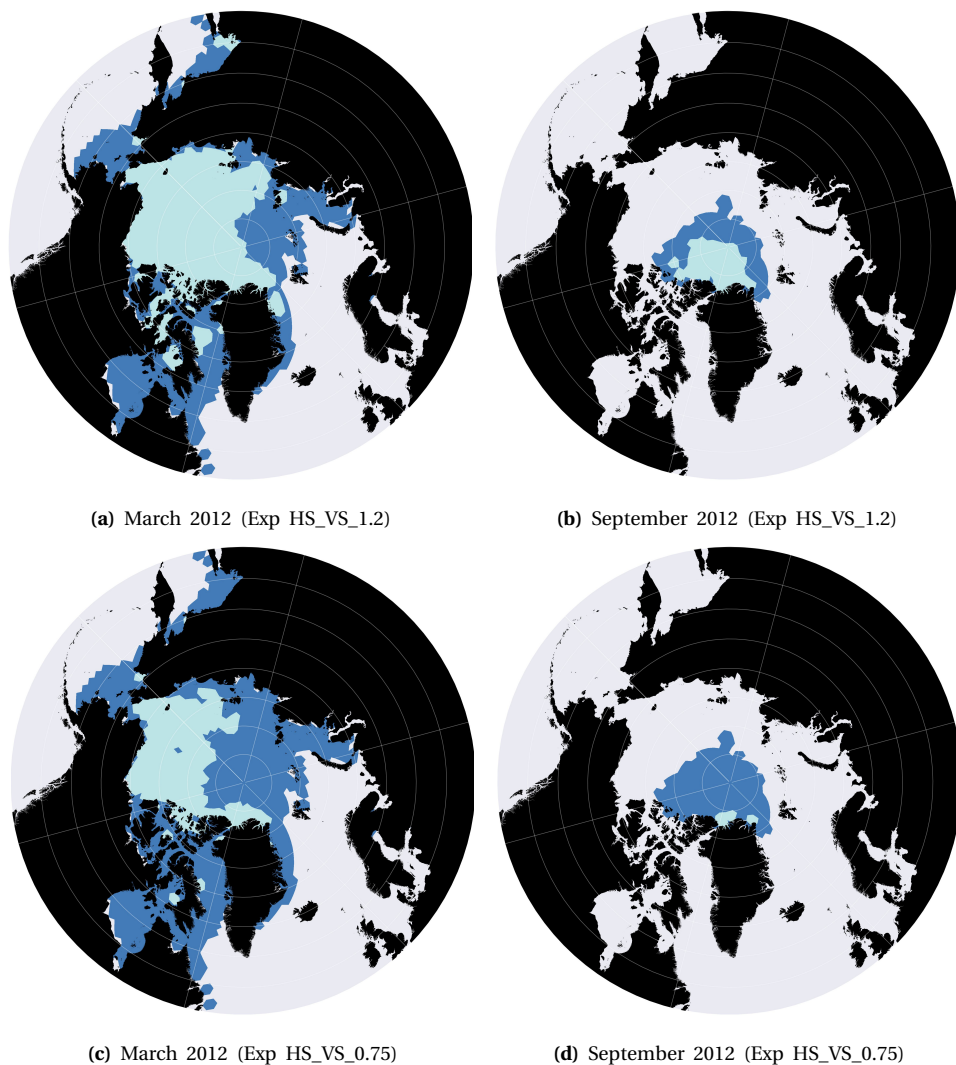 (a) March 2012 (Exp HS_VS_1.2)
(b) September 2012 (Exp HS_VS_1.2)
(c) March 2012 (Exp HS_VS_0.75)
(d) September 2012 (Exp HS_VS_0.75)